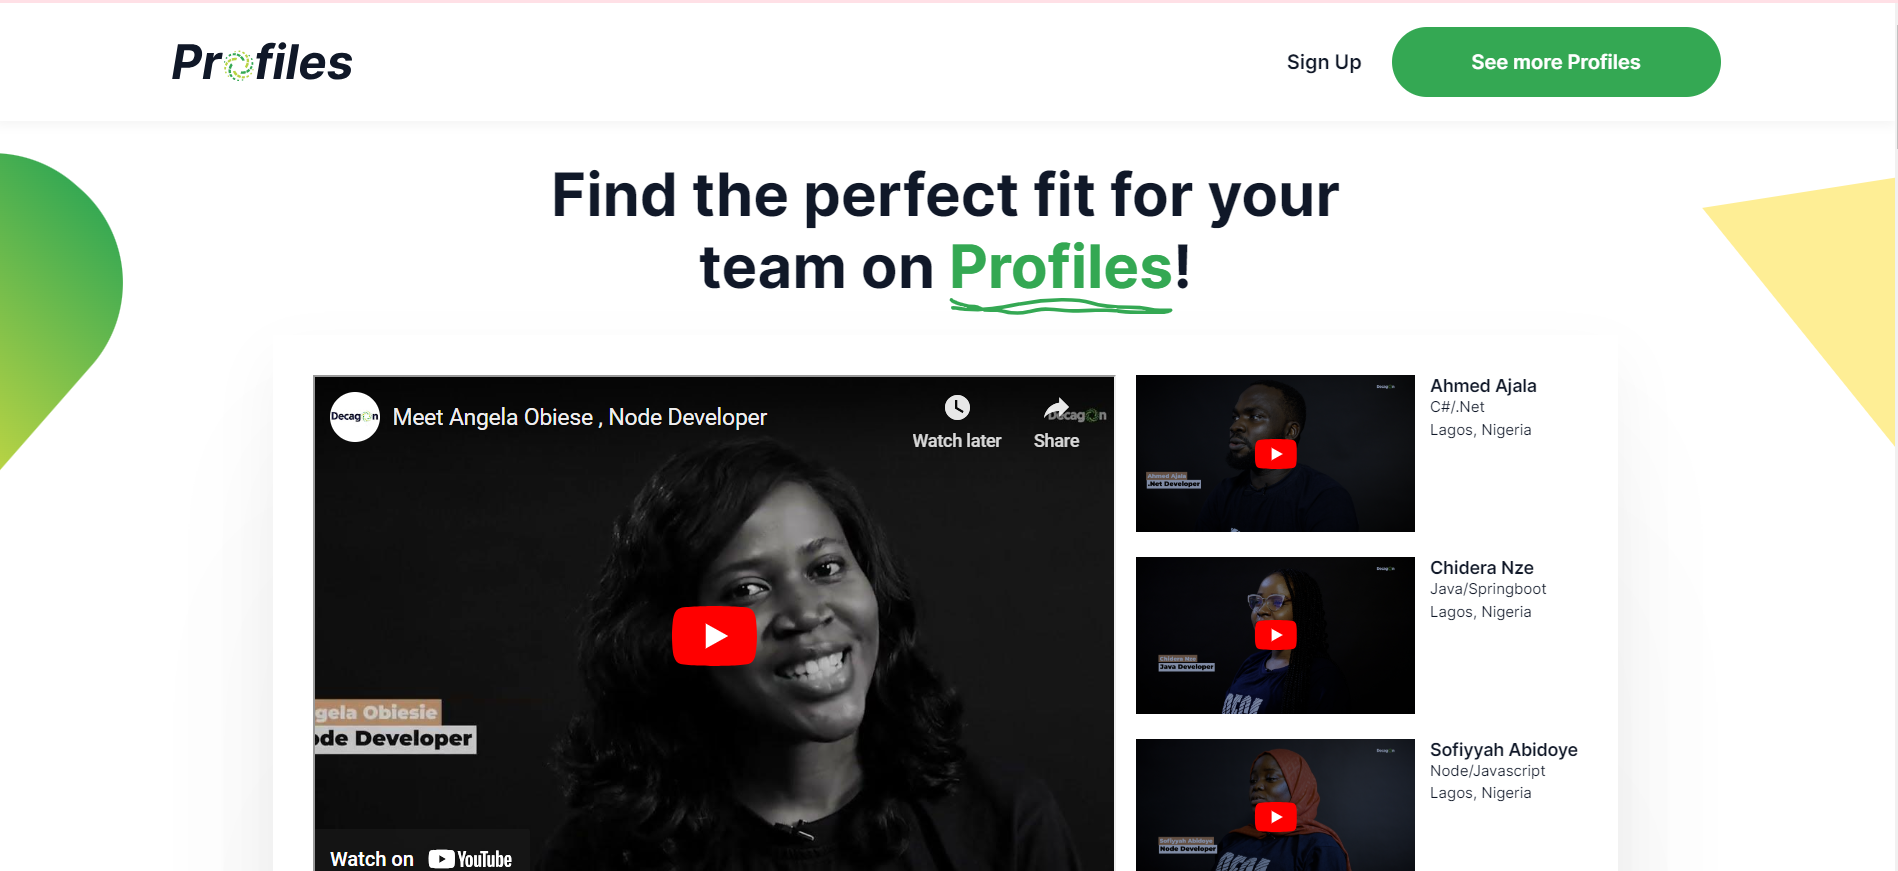 Profiles
Sign Up
See more Profiles
Find the perfect fit for your
team on Profiles!
Decagon
Meet Angela Obiese , Node Developer
Watch later
Share
Decagon
gela Obiesie
ode Developer
Watch on YouTube
Decagon
Ahmed Ajala
.Net Developer
Ahmed Ajala
C#/.Net
Lagos, Nigeria
Decagon
Chidera Nze
Java Developer
Chidera Nze
Java/Springboot
Lagos, Nigeria
Decagon
Sofiyyah Abidoye
Node Developer
Sofiyyah Abidoye
Node/Javascript
Lagos, Nigeria